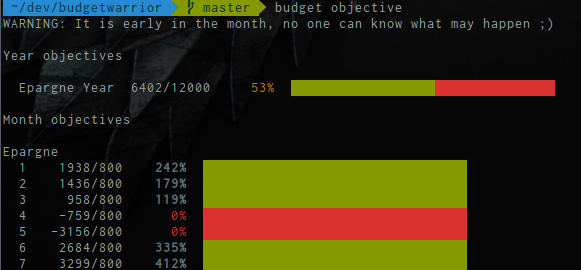 ~/dev/budgetwarrior master budget objective
WARNING: It is early in the month, no one can know what may happen ;)
Year objectives
Epargne Year 6402/12000 53%
Month objectives
Epargne
1 1938/800 242%
2 1436/800 179%
3 958/800 119%
4 -759/800 0%
5 -3156/800 0%
6 2684/800 335%
7 3299/800 412%